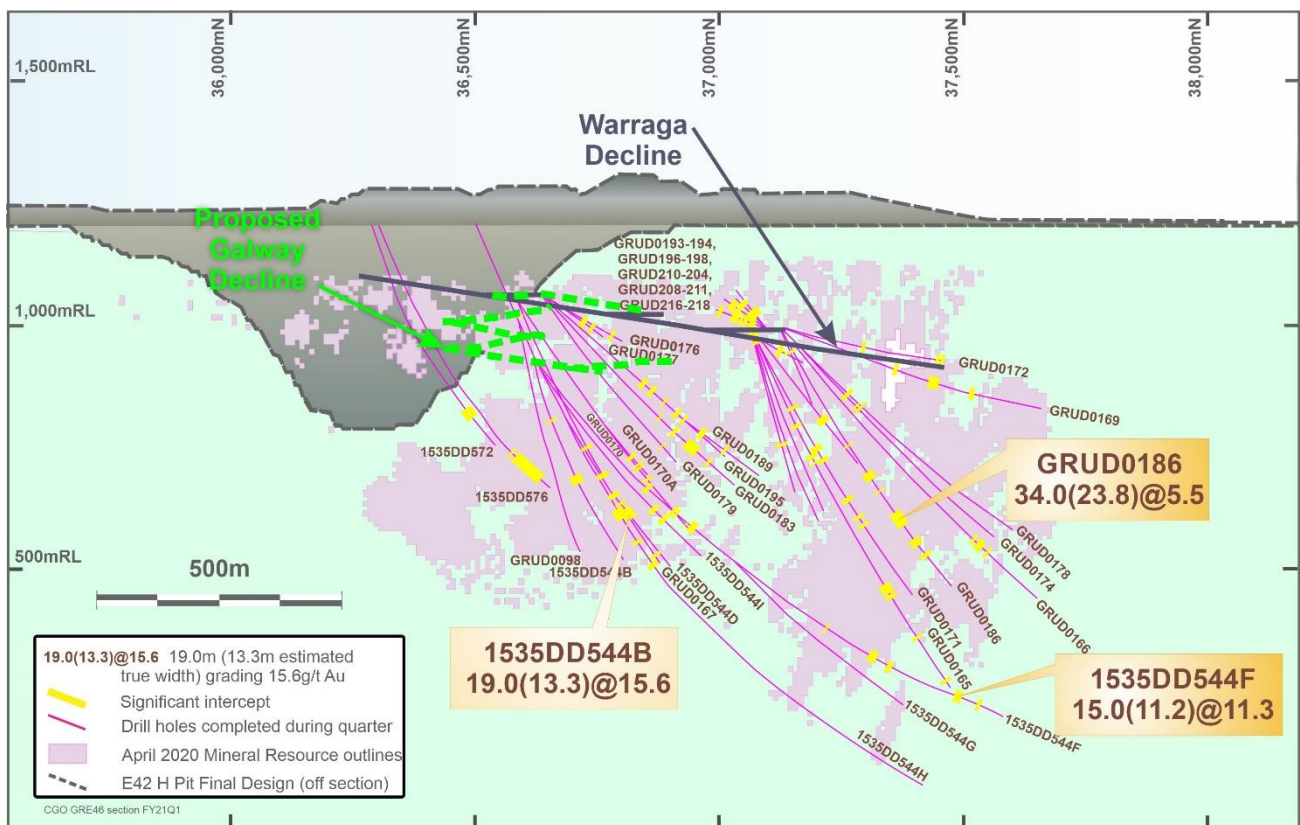 36,000mN
36,500mN
37,000mN
37,500mN
38,000mN
1,500mRL
1,000mRL
500mRL
Warraga
Decline
Proposed
Galway
Decline
GRUD0193-194,
GRUD196-198,
GRUD210-204,
GRUD208-211,
GRUD216-218
GRUD0176
GRUD0177
GRUD0172
GRUD0169
1535DD572
1535DD576
GRUD0170
GRUD0170A
GRUD0189
GRUD0195
GRUD0183
GRUD0179
GRUD0186
34.0(23.8)@5.5
GRUD0098
1535DD544B
1535DD544I
1535DD544D
GRUD0167
GRUD0178
GRUD0174
GRUD0166
GRUD0186
GRUD0171
GRUD0165
1535DD544B
19.0(13.3)@15.6
1535DD544F
15.0(11.2)@11.3
1535DD544F
1535DD544G
1535DD544H
500m
19.0(13.3)@15.6 19.0m (13.3m estimated
true width) grading 15.6g/t Au
Significant intercept
Drill holes completed during quarter
April 2020 Mineral Resource outlines
E42 H Pit Final Design (off section)
CGO GRE46 section FY21Q1